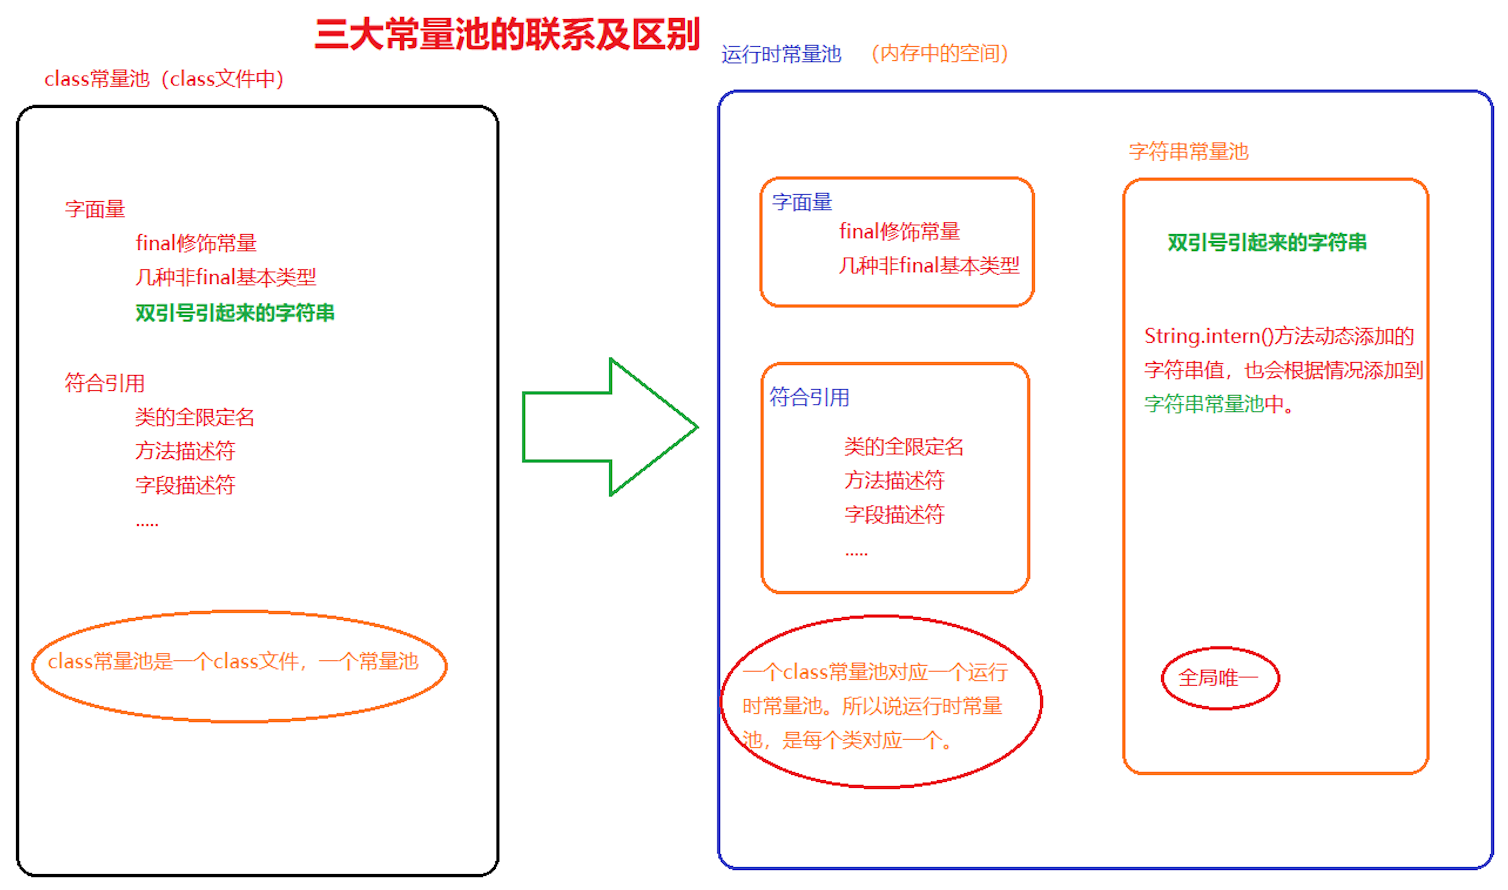 三大常量池的联系及区别
class常量池（class文件中）
字面量
final修饰常量
几种非final基本类型
双引号引起来的字符串
符合引用
类的全限定名
方法描述符
字段描述符
.....
class常量池是一个class文件，一个常量池
运行时常量池 （内存中的空间）
字面量
final修饰常量
几种非final基本类型
符合引用
类的全限定名
方法描述符
字段描述符
.....
一个class常量池对应一个运行
时常量池。所以说运行时常量
池，是每个类对应一个。
字符串常量池
双引号引起来的字符串
String.intern()方法动态添加的
字符串值，也会根据情况添加到
字符串常量池中。
全局唯一